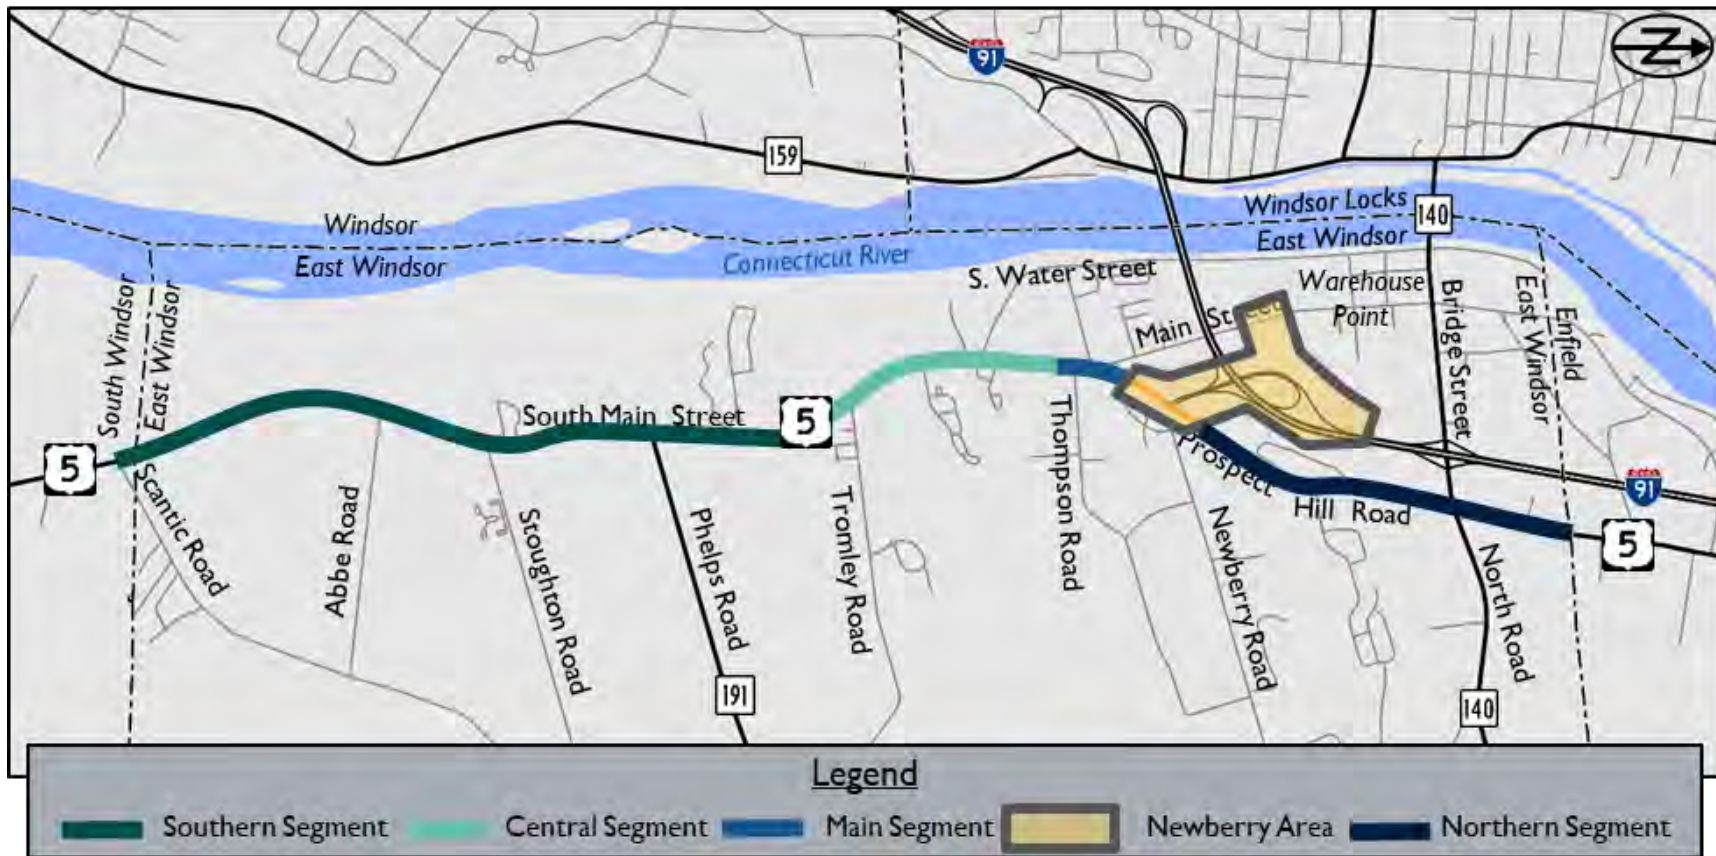 91
N
159
Windsor
East Windsor
Connecticut River
Windsor Locks
East Windsor
140
S. Water Street
Warehouse
Point
Main Street
Bridge Street
South Windsor
East Windsor
Enfield
East Windsor
5
South Main Street
5
Scantic Road
Abbe Road
Stoughton Road
Phelps Road
191
Tromley Road
Thompson Road
Prospect Hill Road
Newberry Road
91
5
North Road
140
Legend
Southern Segment
Central Segment
Main Segment
Newberry Area
Northern Segment